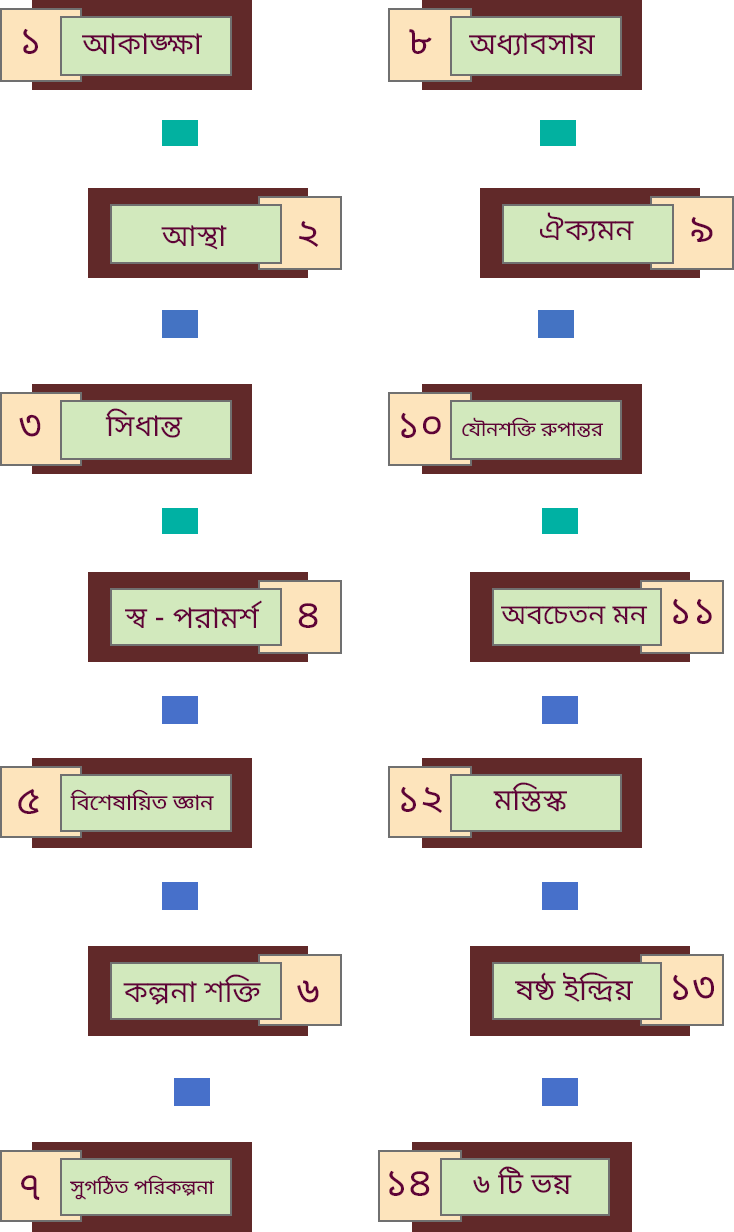 ১ আকাঙ্ক্ষা
আস্থা ২
৩ সিধান্ত
স্ব - পরামর্শ ৪
৫ বিশেষায়িত জ্ঞান
কল্পনা শক্তি ৬
৭ সুগঠিত পরিকল্পনা
৮ অধ্যাবসায়
ঐক্যমন ৯
১০ যৌনশক্তি রুপান্তর
অবচেতন মন ১১
১২ মস্তিস্ক
ষষ্ঠ ইন্দ্রিয় ১৩
১৪ ৬ টি ভয়